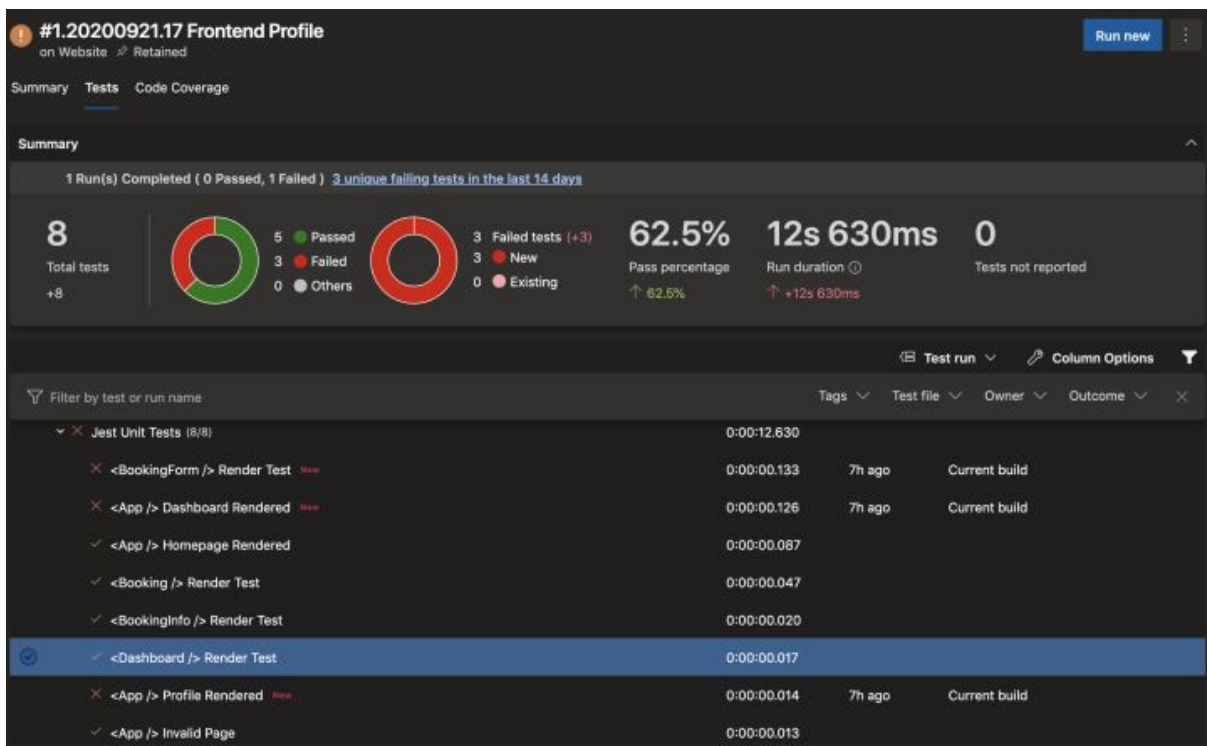 #1.20200921.17 Frontend Profile
on Website Retained
Run new
Summary Tests Code Coverage
Summary
1 Run(s) Completed ( 0 Passed, 1 Failed ) 3 unique failing tests in the last 14 days
8
Total tests
+8
5 Passed
3 Failed
0 Others
3 Failed tests (+3)
3 New
0 Existing
62.5%
Pass percentage
↑ 62.5%
12s 630ms
Run duration
↑ +12s 630ms
0
Tests not reported
Test run Column Options
Filter by test or run name Tags Test file Owner Outcome
Jest Unit Tests (8/8) 0:00:12.630
<BookingForm /> Render Test New 0:00:00.133 7h ago Current build
<App /> Dashboard Rendered New 0:00:00.126 7h ago Current build
<App /> Homepage Rendered 0:00:00.087
<Booking /> Render Test 0:00:00.047
<BookingInfo /> Render Test 0:00:00.020
<Dashboard /> Render Test 0:00:00.017
<App /> Profile Rendered New 0:00:00.014 7h ago Current build
<App /> Invalid Page 0:00:00.013